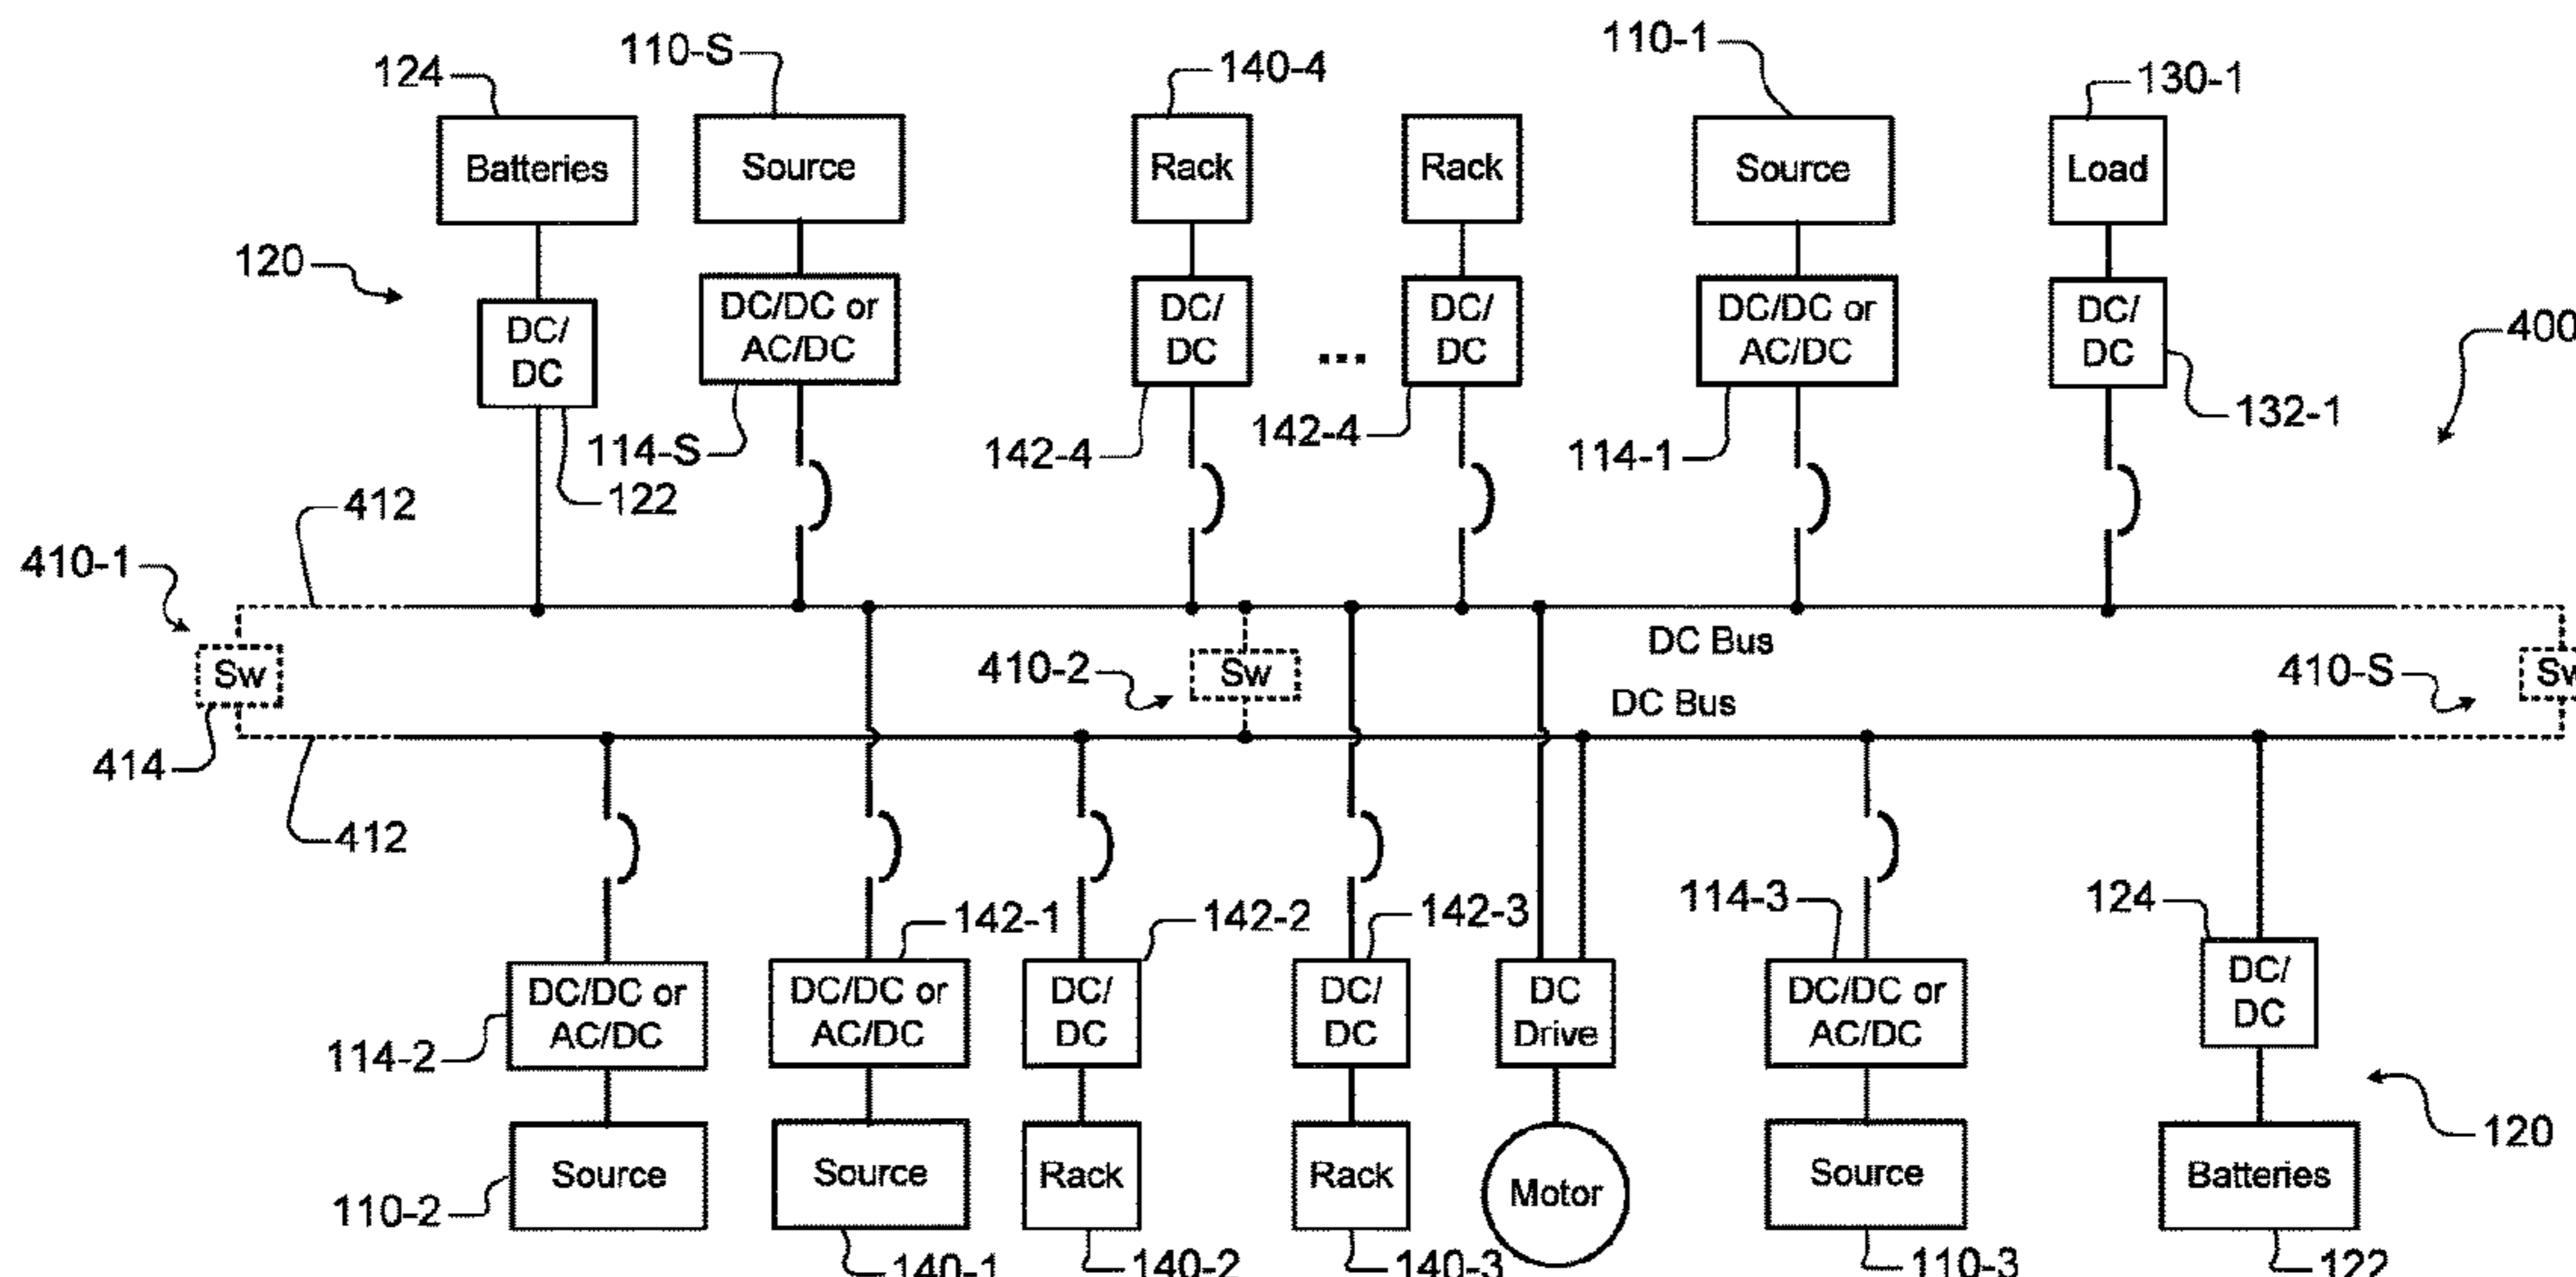 110-S
110-1
124
140-4
130-1
Batteries
Source
Rack
Rack
Source
Load
120
DC/
DC
DC/DC or
AC/DC
DC/
DC
...
DC/
DC
DC/DC or
AC/DC
DC/
DC
400
132-1
114-S
142-4
142-4
114-1
122
412
410-1
DC Bus
Sw
410-2
Sw
410-S
Sw
DC Bus
414
412
142-1
142-2
142-3
114-3
124
DC/DC or
AC/DC
DC/DC or
AC/DC
DC/
DC
DC/
DC
DC
Drive
DC/DC or
AC/DC
DC/
DC
114-2
120
Source
Source
Rack
Rack
Motor
Source
Batteries
110-2
140-1
140-2
140-3
110-3
122